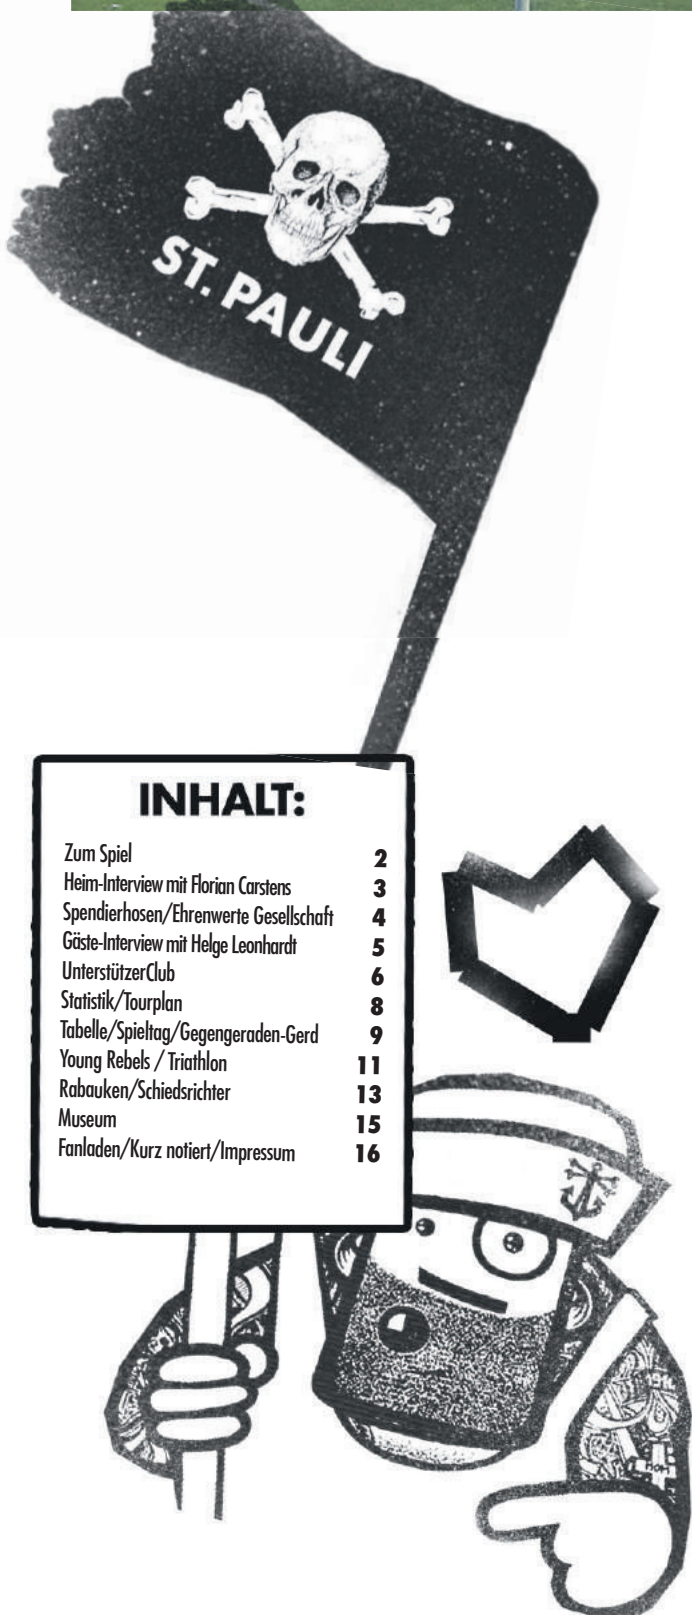 ST. PAULI
INHALT:
Zum Spiel 2
Heim-Interview mit Florian Carstens 3
Spendierhosen/Ehrenwerte Gesellschaft 4
Gäste-Interview mit Helge Leonhardt 5
UnterstützerClub 6
Statistik/Tourplan 8
Tabelle/Spieltag/Gegengeraden-Gerd 9
Young Rebels / Triathlon 11
Rabauken/Schiedsrichter 13
Museum 15
Fanladen/Kurz notiert/Impressum 16
1910
MOM